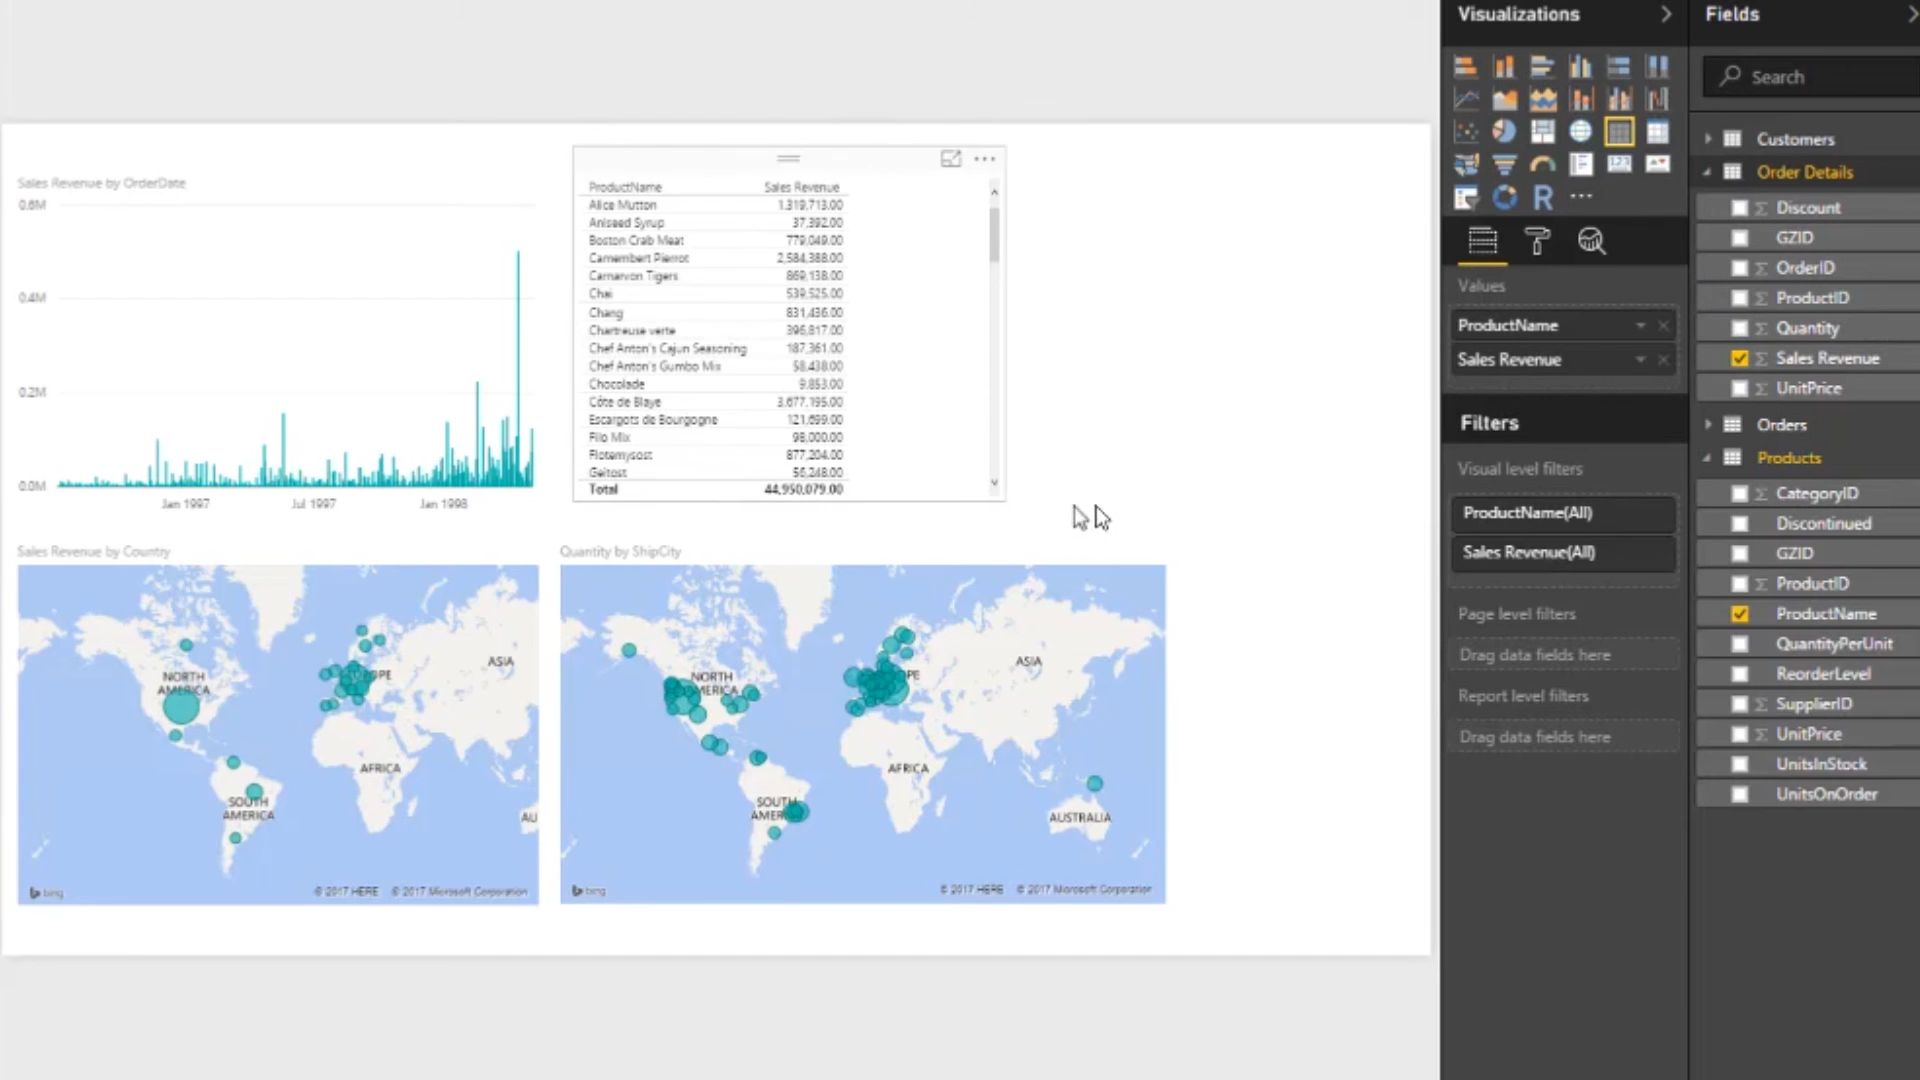 Sales Revenue by OrderDate
0.6M
0.4M
0.2M
0.0M
Jan 1997 Jul 1997 Jan 1998
ProductName Sales Revenue
Alice Mutton 1,319,713.00
Aniseed Syrup 37,392.00
Boston Crab Meat 779,049.00
Camembert Pierrot 2,584,388.00
Carnarvon Tigers 869,138.00
Chai 539,525.00
Chang 831,436.00
Chartreuse verte 396,817.00
Chef Anton's Cajun Seasoning 187,361.00
Chef Anton's Gumbo Mix 58,438.00
Chocolade 9,853.00
Côte de Blaye 3,677,195.00
Escargots de Bourgogne 121,699.00
Filo Mix 98,000.00
Flotemysost 877,204.00
Geitost 56,248.00
Total 44,950,079.00
Sales Revenue by Country
NORTH
AMERICA
ASIA
AFRICA
SOUTH
AMERICA
AU
bing
© 2017 HERE © 2017 Microsoft Corporation
Quantity by ShipCity
NORTH
AMERICA
ASIA
AFRICA
SOUTH
AMERICA
AUSTRALIA
bing
© 2017 HERE © 2017 Microsoft Corporation
Visualizations
R
123
Values
ProductName
Sales Revenue
Filters
Visual level filters
ProductName(All)
Sales Revenue(All)
Page level filters
Drag data fields here
Report level filters
Drag data fields here
Fields
Search
Customers
Order Details
Σ Discount
GZID
Σ OrderID
Σ ProductID
Σ Quantity
Σ Sales Revenue
Σ UnitPrice
Orders
Products
Σ CategoryID
Discontinued
GZID
Σ ProductID
ProductName
QuantityPerUnit
ReorderLevel
Σ SupplierID
Σ UnitPrice
UnitsInStock
UnitsOnOrder